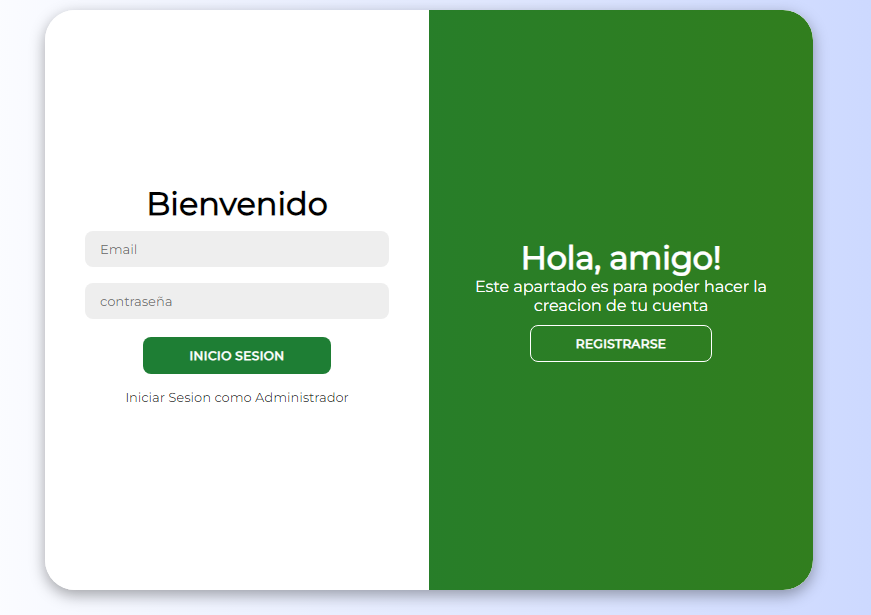 Bienvenido
Email
contraseña
INICIO SESION
Iniciar Sesion como Administrador
Hola, amigo!
Este apartado es para poder hacer la
creacion de tu cuenta
REGISTRARSE